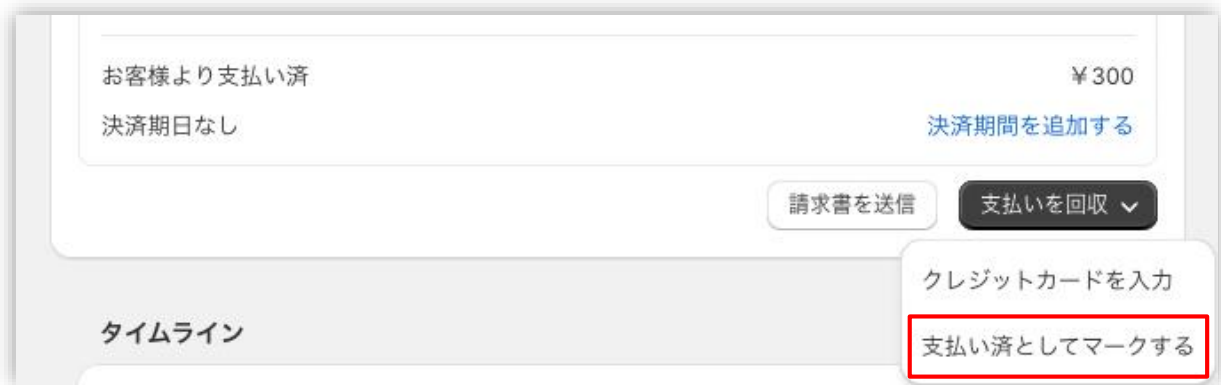 お客様より支払い済 ¥300
決済期日なし 決済期間を追加する
請求書を送信 支払いを回収
クレジットカードを入力
タイムライン
支払い済としてマークする